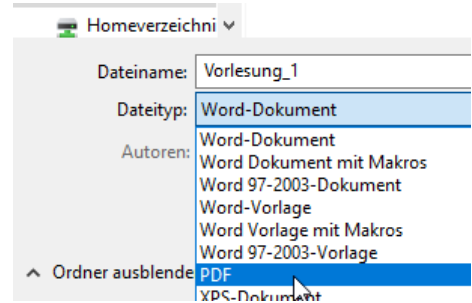 Homeverzeichni
Dateiname: Vorlesung_1
Dateityp: Word-Dokument
Autoren:
Word-Dokument
Word Dokument mit Makros
Word 97-2003-Dokument
Word-Vorlage
Word Vorlage mit Makros
Word 97-2003-Vorlage
Ordner ausblende
PDF
XPS-Dokument